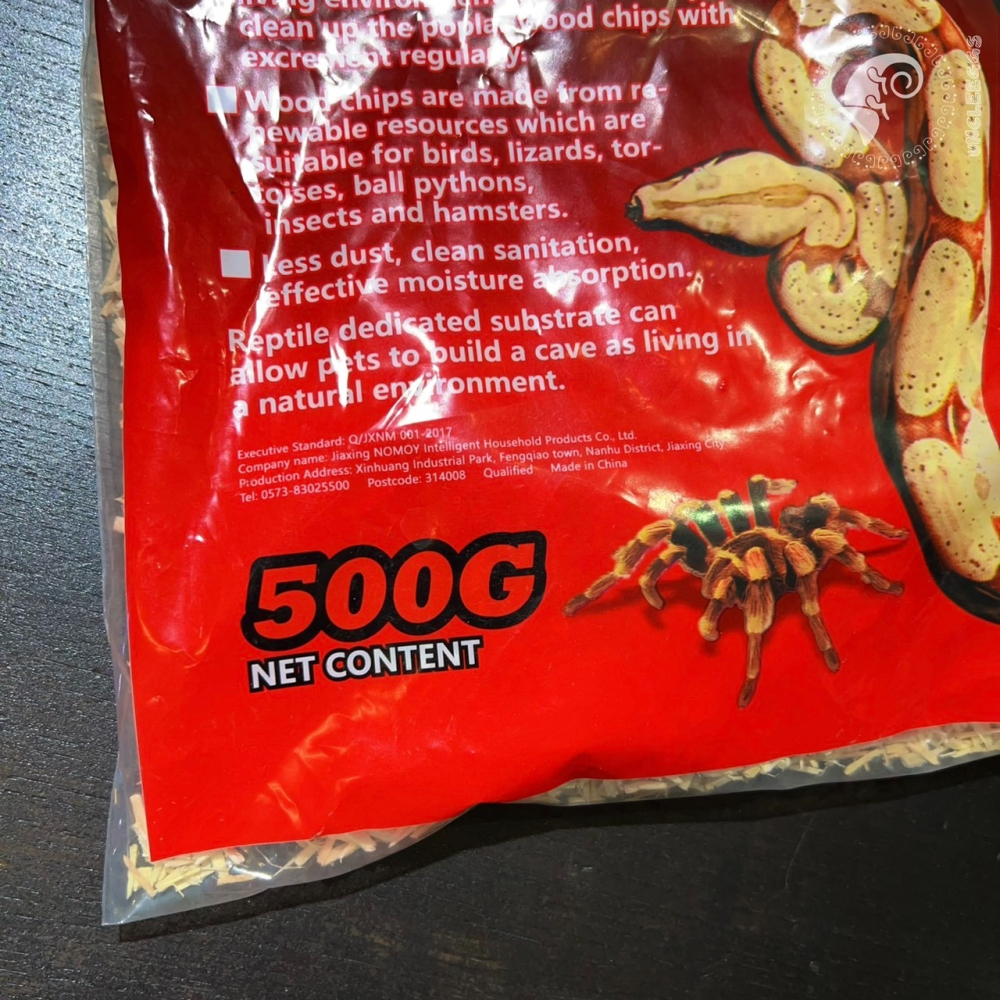 living environment
clean up the poplar wood chips with
excrement regularly.
Wood chips are made from re-
newable resources which are
suitable for birds, lizards, tor-
toises, ball pythons,
insects and hamsters.
Less dust, clean sanitation,
effective moisture absorption.
Reptile dedicated substrate can
allow pets to build a cave as living in
a natural environment.
Executive Standard: Q/JXNM 001-2017
Company name: Jiaxing NOMOY Intelligent Household Products Co., Ltd.
Production Address: Xinhuang Industrial Park, Fengqiao town, Nanhu District, Jiaxing City
Tel: 0573-83025500 Postcode: 314008 Qualified Made in China
500G
NET CONTENT